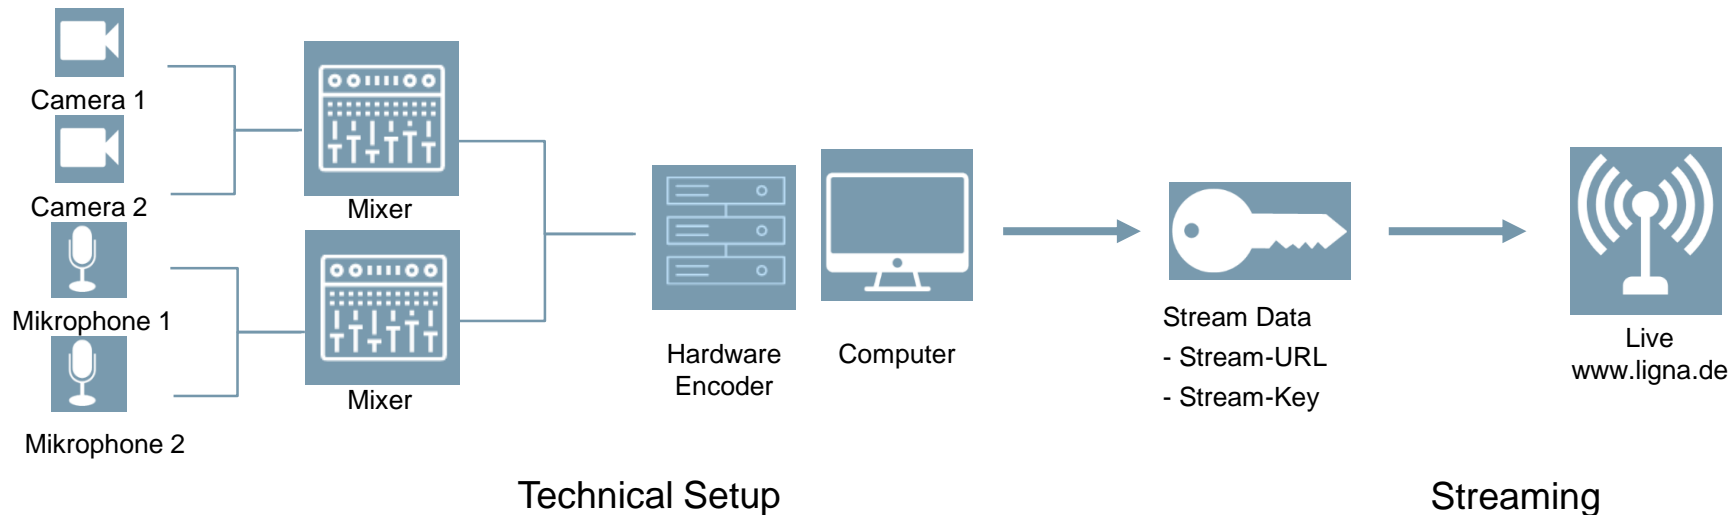 Camera 1
Camera 2
Mikrophone 1
Mikrophone 2
Mixer
Mixer
Hardware
Encoder
Computer
Stream Data
- Stream-URL
- Stream-Key
Live
www.ligna.de
Technical Setup
Streaming